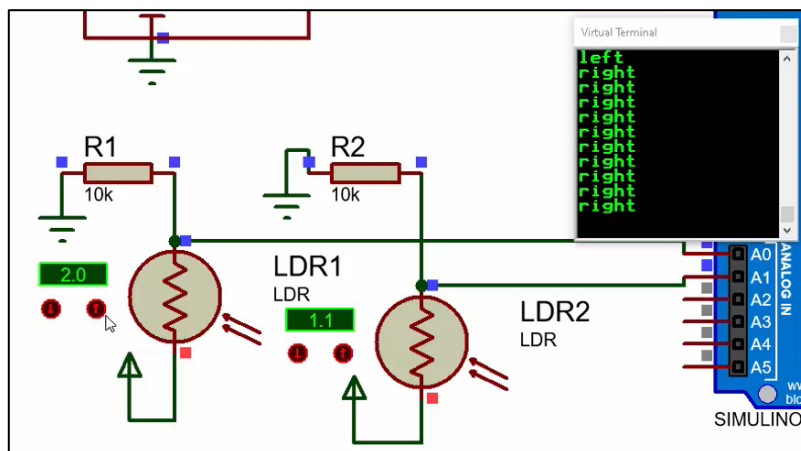 Virtual Terminal
left
right
right
right
right
right
right
right
right
right
right
R1
10k
R2
10k
2.0
LDR1
LDR
1.1
LDR2
LDR
A0
A1
A2
A3
A4
A5
ANALOG IN
SIMULINO